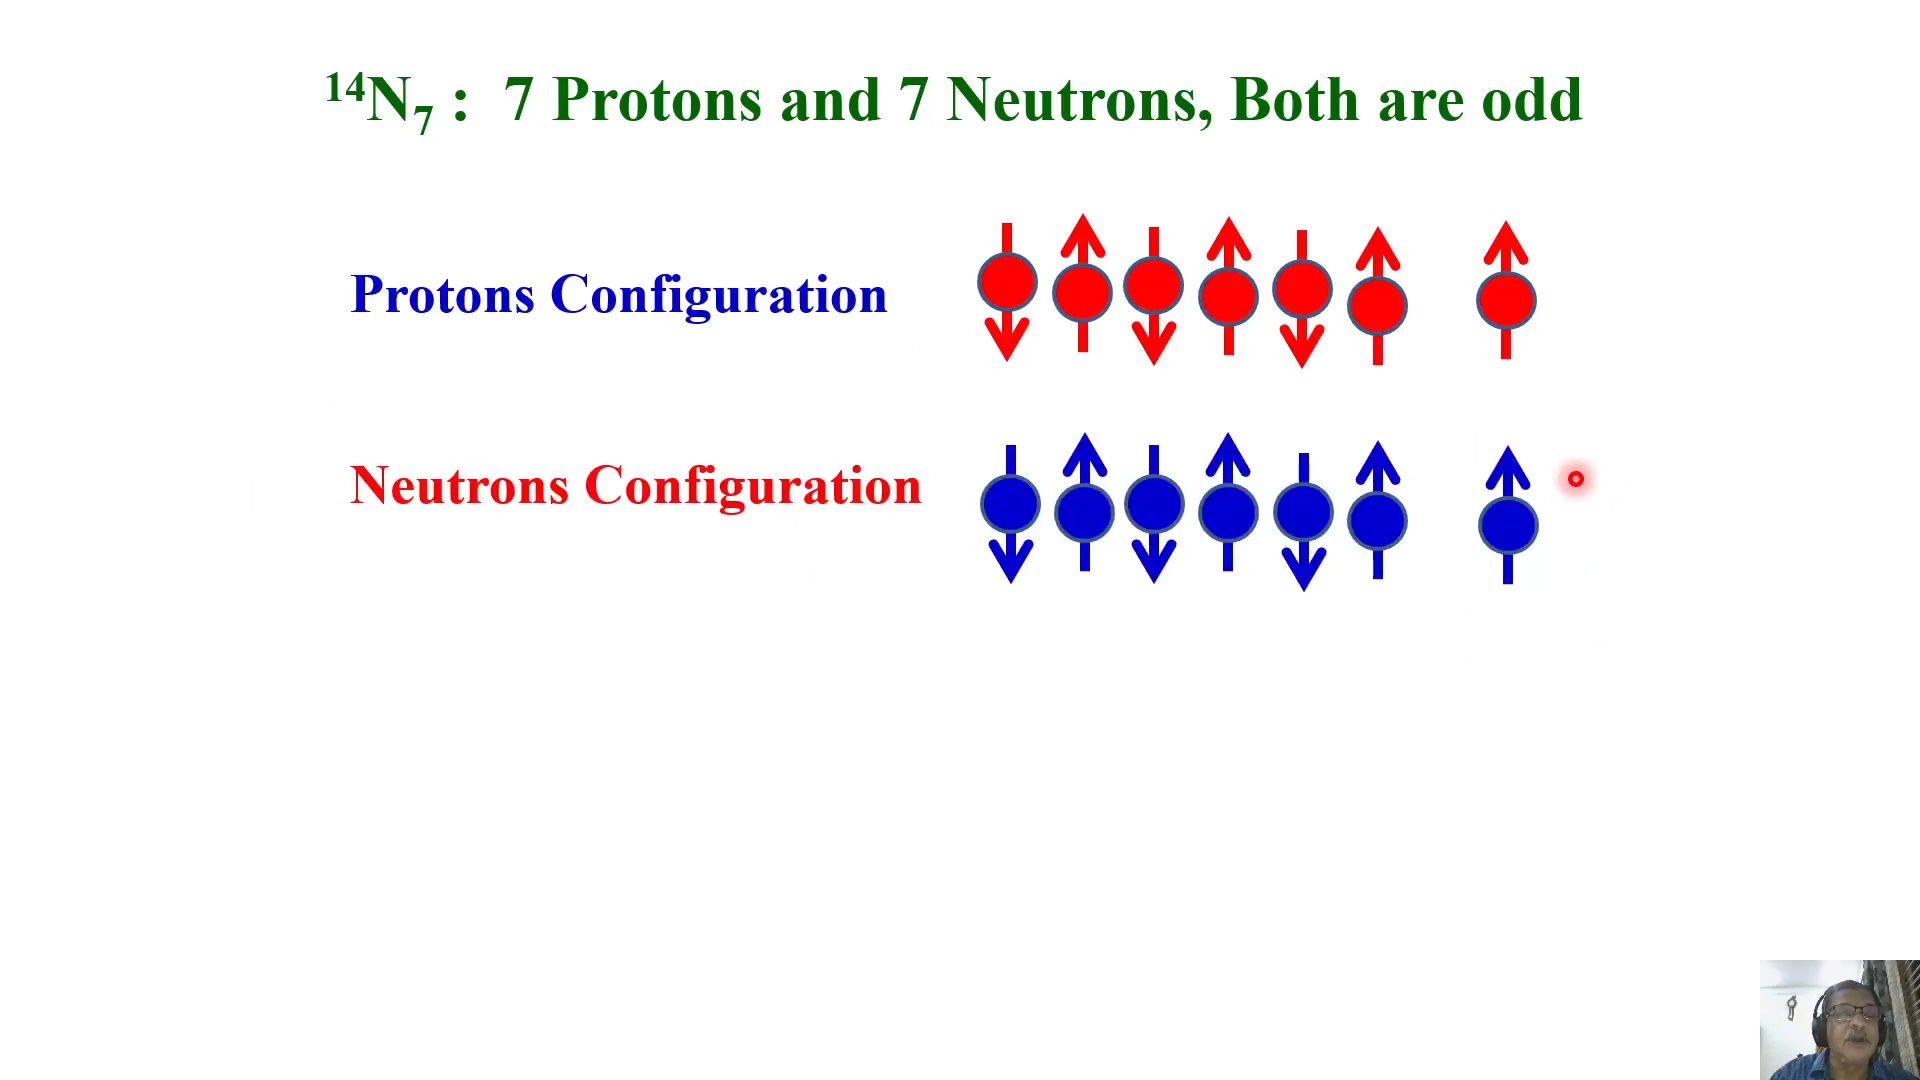 ¹⁴N₇ : 7 Protons and 7 Neutrons, Both are odd
Protons Configuration
Neutrons Configuration